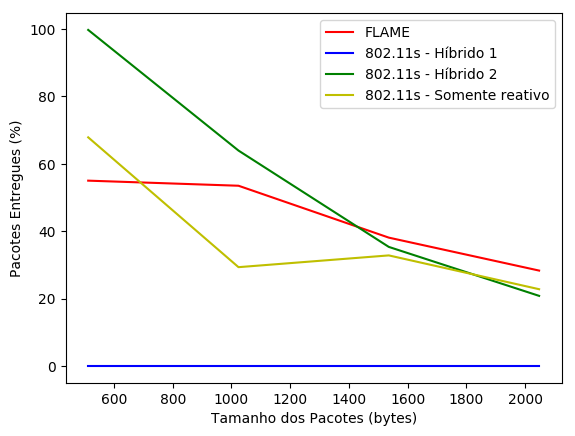 FLAME
802.11s - Híbrido 1
802.11s - Híbrido 2
802.11s - Somente reativo
Pacotes Entregues (%)
100
80
60
40
20
0
600 800 1000 1200 1400 1600 1800 2000
Tamanho dos Pacotes (bytes)